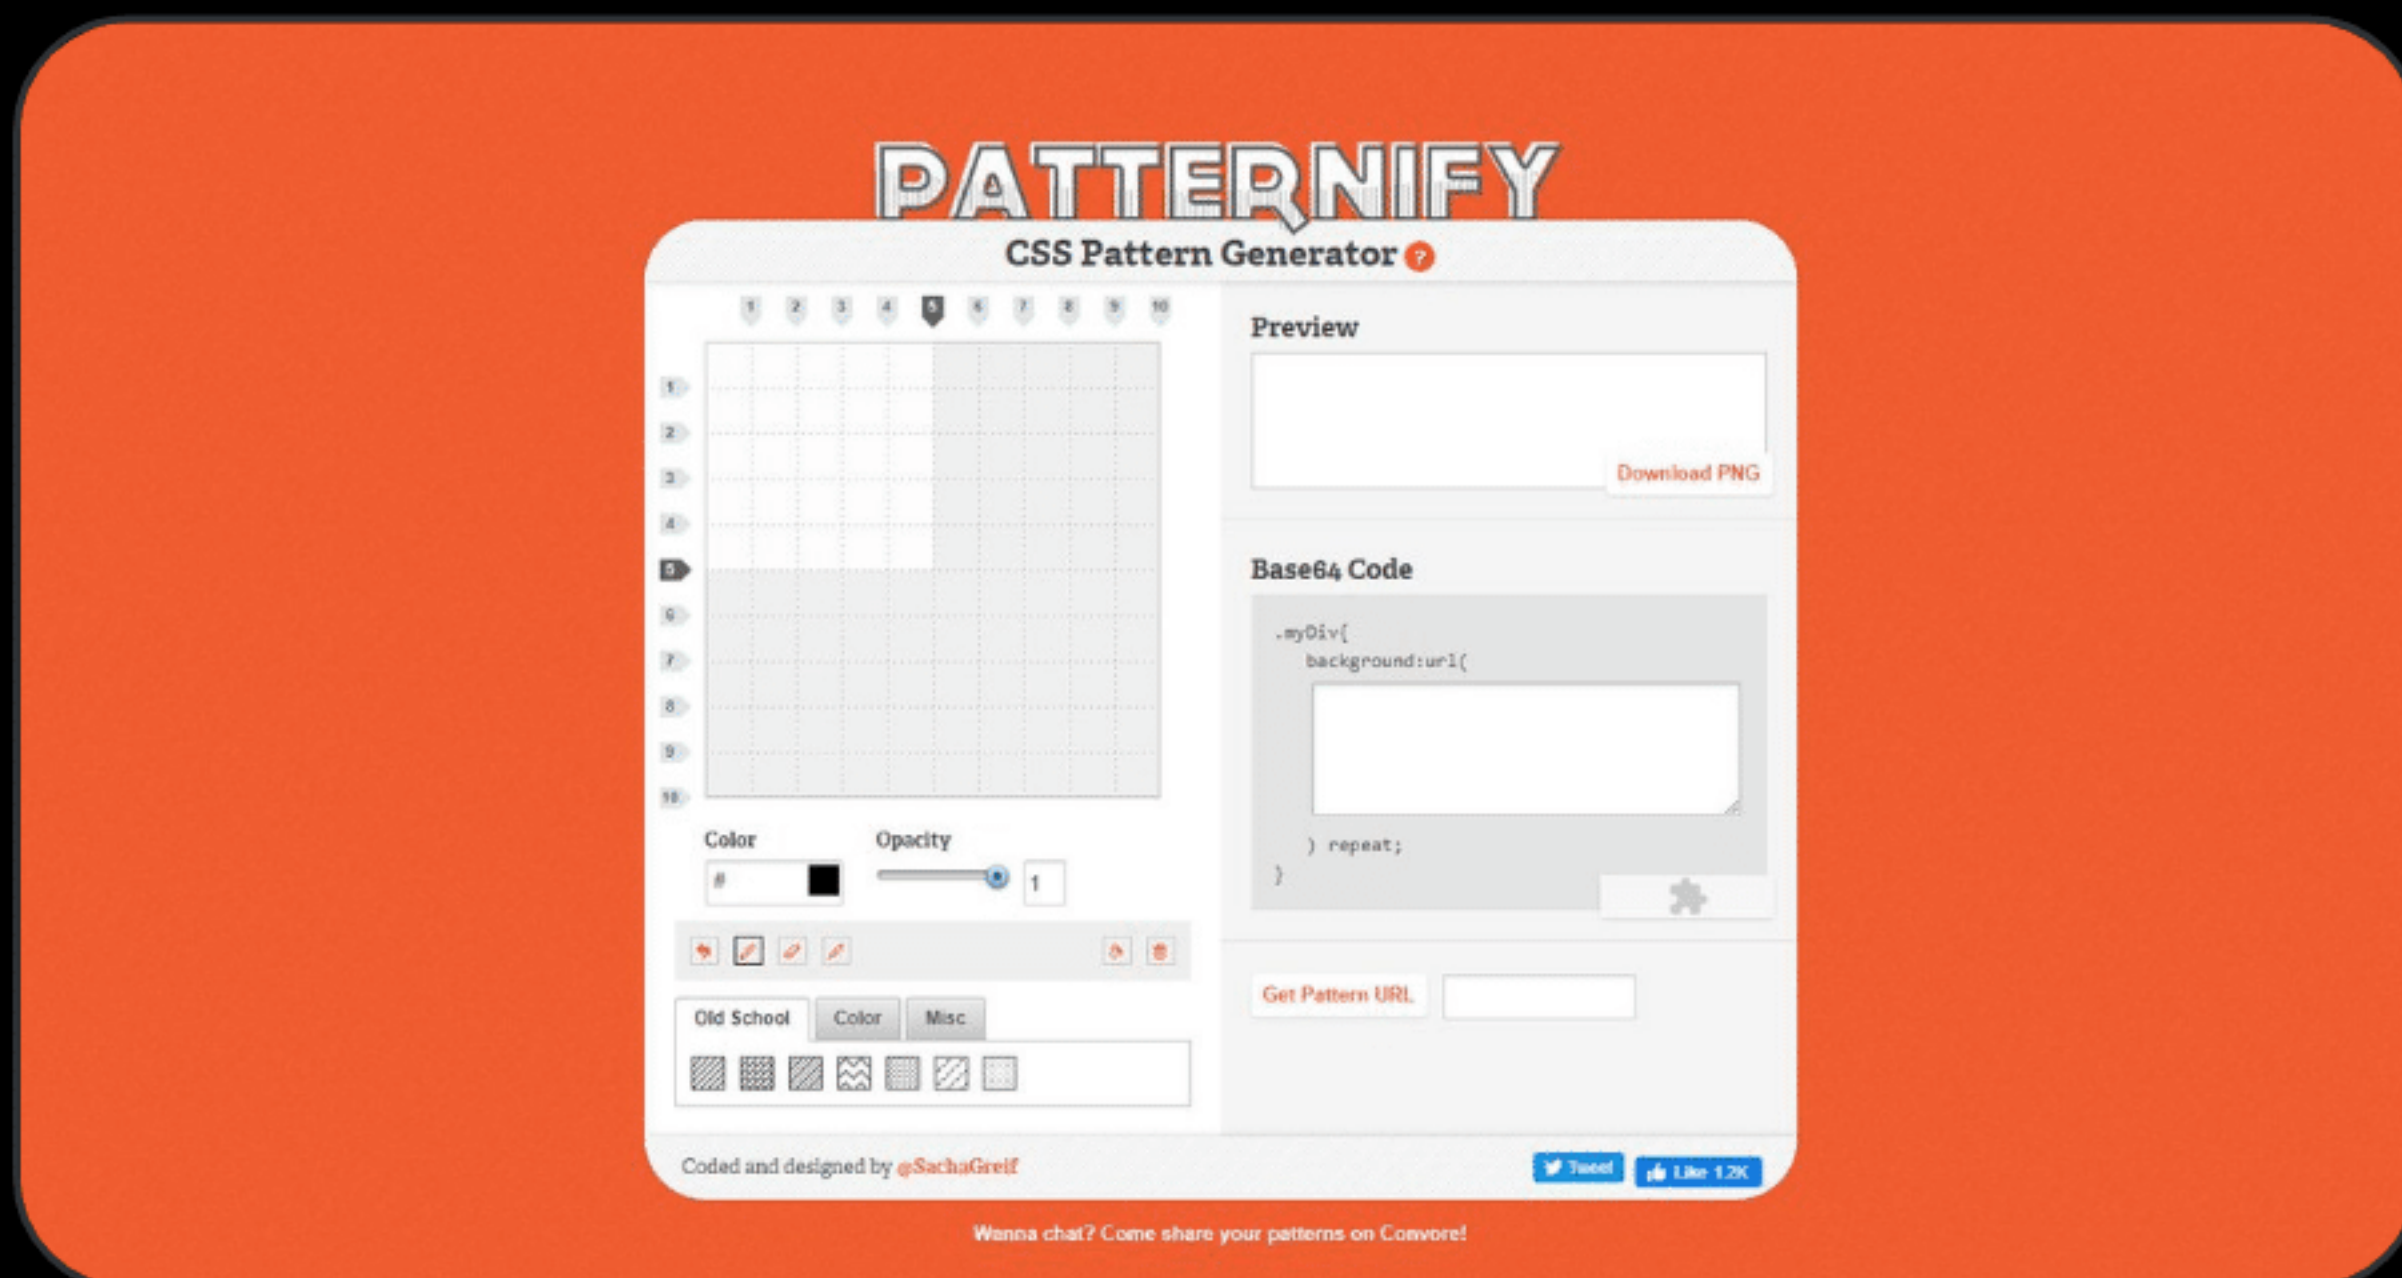 PATTERNIFY
CSS Pattern Generator ?
1 2 3 4 5 6 7 8 9 10
1
2
3
4
5
6
7
8
9
10
Color
Opacity
#
1
Old School
Color
Misc
Preview
Download PNG
Base64 Code
.myDiv{
background:url(
) repeat;
}
Get Pattern URL
Coded and designed by @SachaGreif
Tweet
Like 1.2K
Wanna chat? Come share your patterns on Convore!